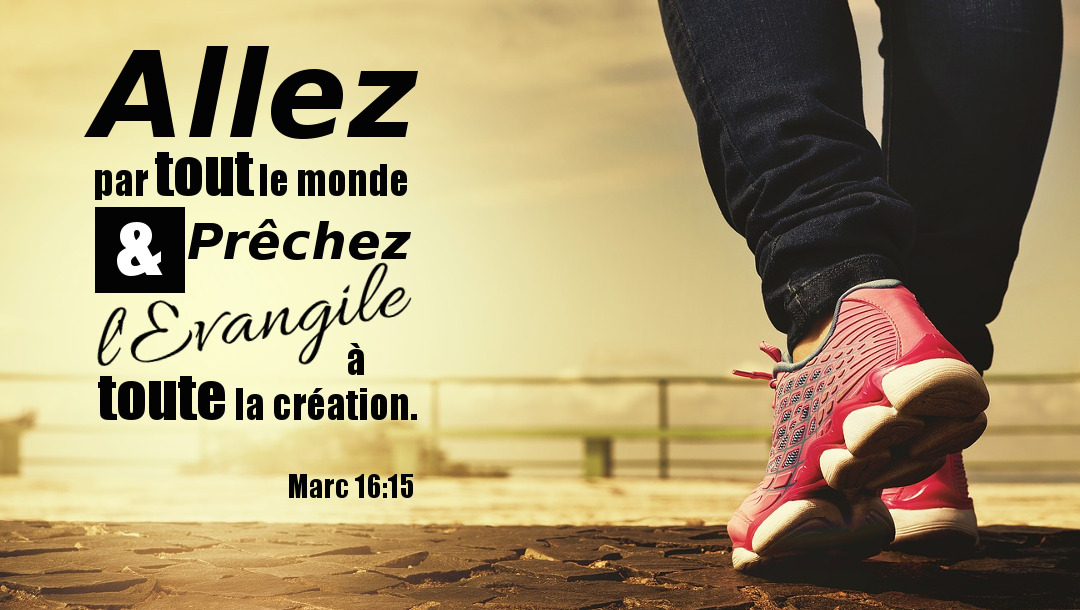 Allez
par tout le monde
& Prêchez
l'Evangile
à
toute la création.
Marc 16:15